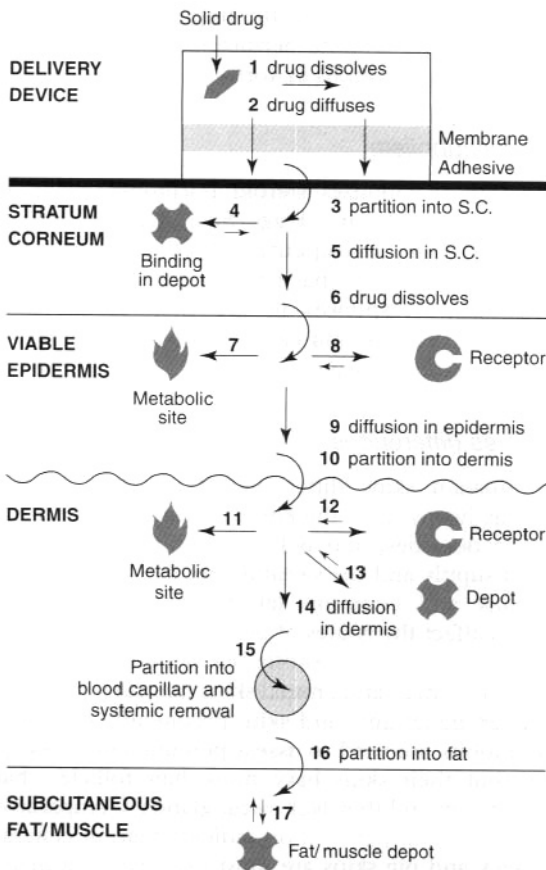 Solid drug
DELIVERY
DEVICE
1 drug dissolves
2 drug diffuses
Membrane
Adhesive
STRATUM
CORNEUM
4
Binding
in depot
3 partition into S.C.
5 diffusion in S.C.
6 drug dissolves
VIABLE
EPIDERMIS
7
8
Receptor
Metabolic
site
9 diffusion in epidermis
10 partition into dermis
DERMIS
11
12
Receptor
Metabolic
site
13
Depot
14 diffusion
in dermis
15
Partition into
blood capillary and
systemic removal
16 partition into fat
SUBCUTANEOUS
FAT/MUSCLE
17
Fat/muscle depot